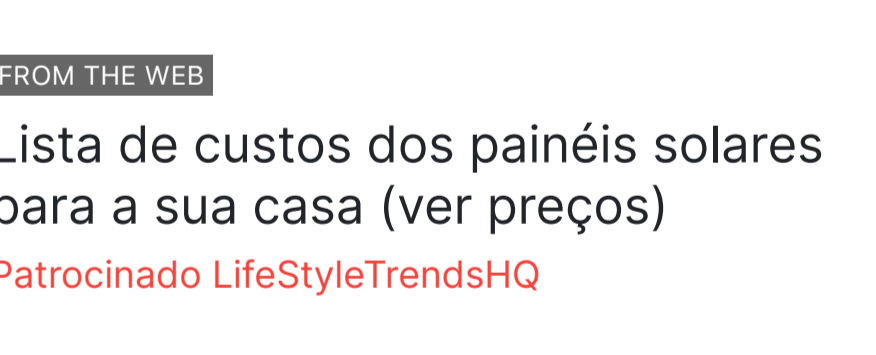 FROM THE WEB
Lista de custos dos painéis solares
para a sua casa (ver preços)
Patrocinado LifeStyleTrendsHQ